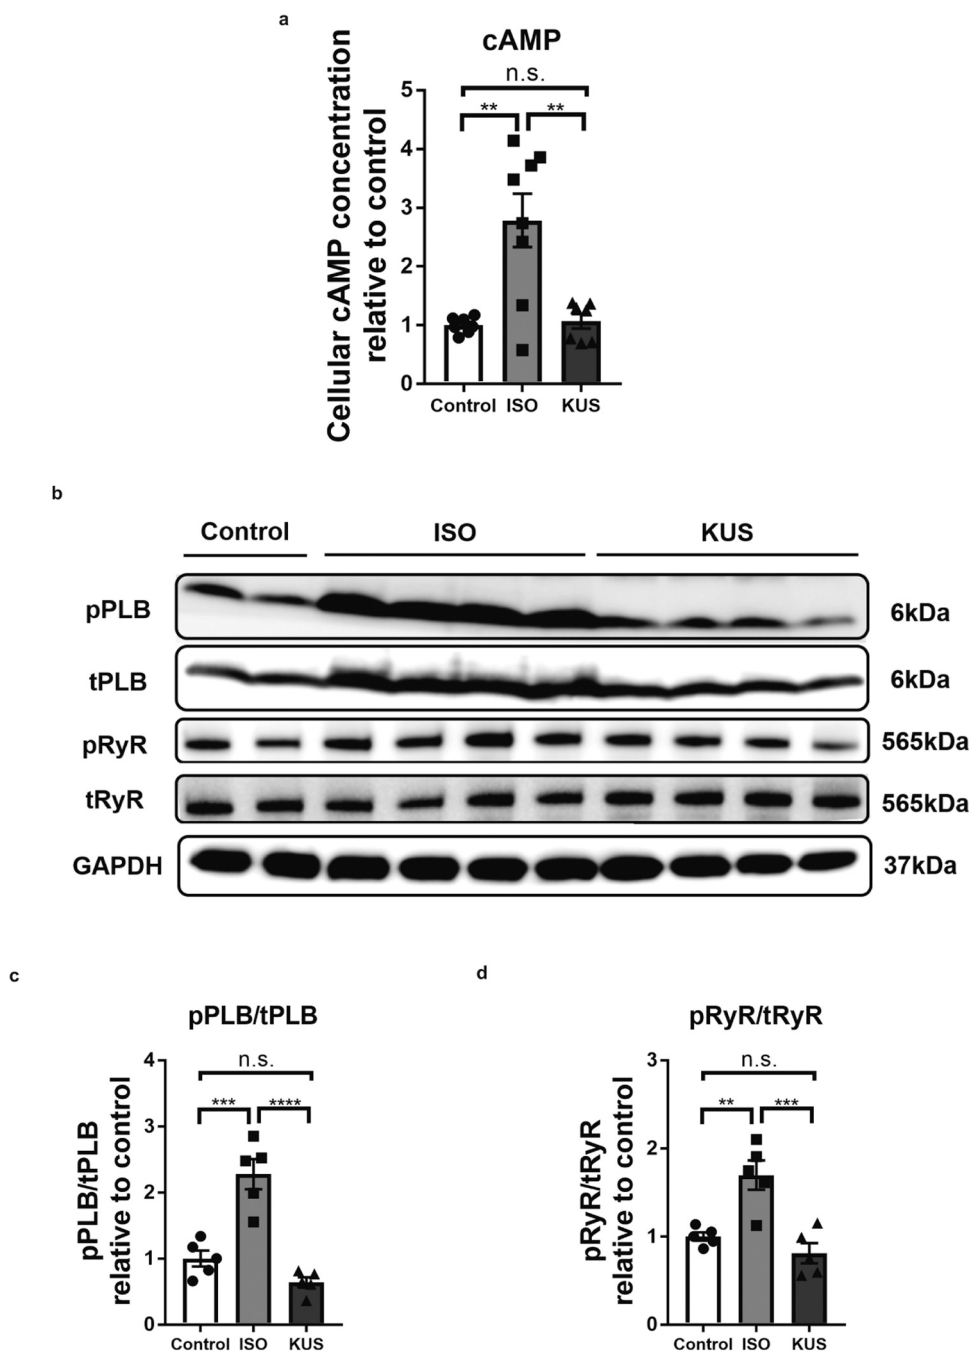 a
cAMP
n.s.
** **
Cellular cAMP concentration
relative to control
5
4
3
2
1
0
Control ISO KUS
b
Control ISO KUS
pPLB 6kDa
tPLB 6kDa
pRyR 565kDa
tRyR 565kDa
GAPDH 37kDa
c
pPLB/tPLB
n.s.
*** ****
pPLB/tPLB
relative to control
4
3
2
1
0
Control ISO KUS
d
pRyR/tRyR
n.s.
** ***
pRyR/tRyR
relative to control
3
2
1
0
Control ISO KUS